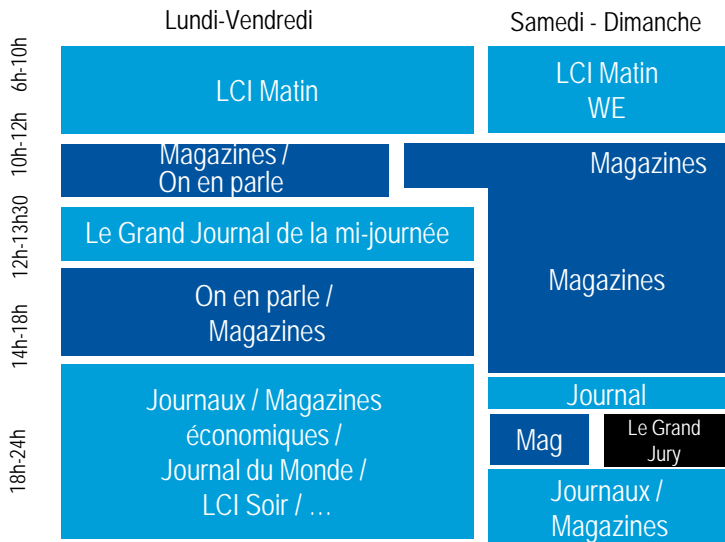 Lundi-Vendredi
Samedi - Dimanche
6h-10h
LCI Matin
LCI Matin
WE
10h-12h
Magazines /
On en parle
Magazines
12h-13h30
Le Grand Journal de la mi-journée
Magazines
14h-18h
On en parle /
Magazines
18h-24h
Journaux / Magazines
économiques /
Journal du Monde /
LCI Soir / ...
Journal
Mag
Le Grand
Jury
Journaux /
Magazines